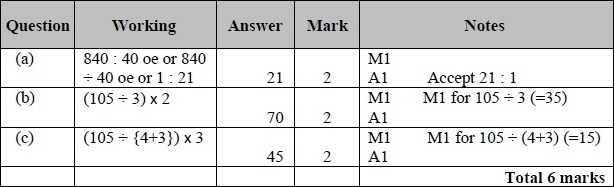 Question Working Answer Mark Notes
(a) 840 : 40 oe or 840 M1
÷ 40 oe or 1 : 21 21 2 A1 Accept 21 : 1
(b) (105 ÷ 3) x 2 M1 M1 for 105 ÷ 3 (=35)
70 2 A1
(c) (105 ÷ {4+3}) x 3 M1 M1 for 105 ÷ (4+3) (=15)
45 2 A1
Total 6 marks